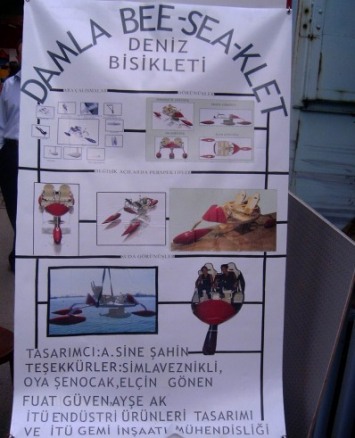 DAMLA BEE-SEA-KLET
DENİZ
BİSİKLETİ
TASARIMCI:A.SİNE ŞAHİN
TEŞEKKÜRLER:SİMLAVEZNİKLİ,
OYA ŞENOCAK,ELÇİN GÖNEN
FUAT GÜVEN,AYŞE AK
İTÜ ENDÜSTRİ ÜRÜNLERİ TASARIMI
VE İTÜ GEMİ İNŞAATI MÜHENDİSLİĞİ